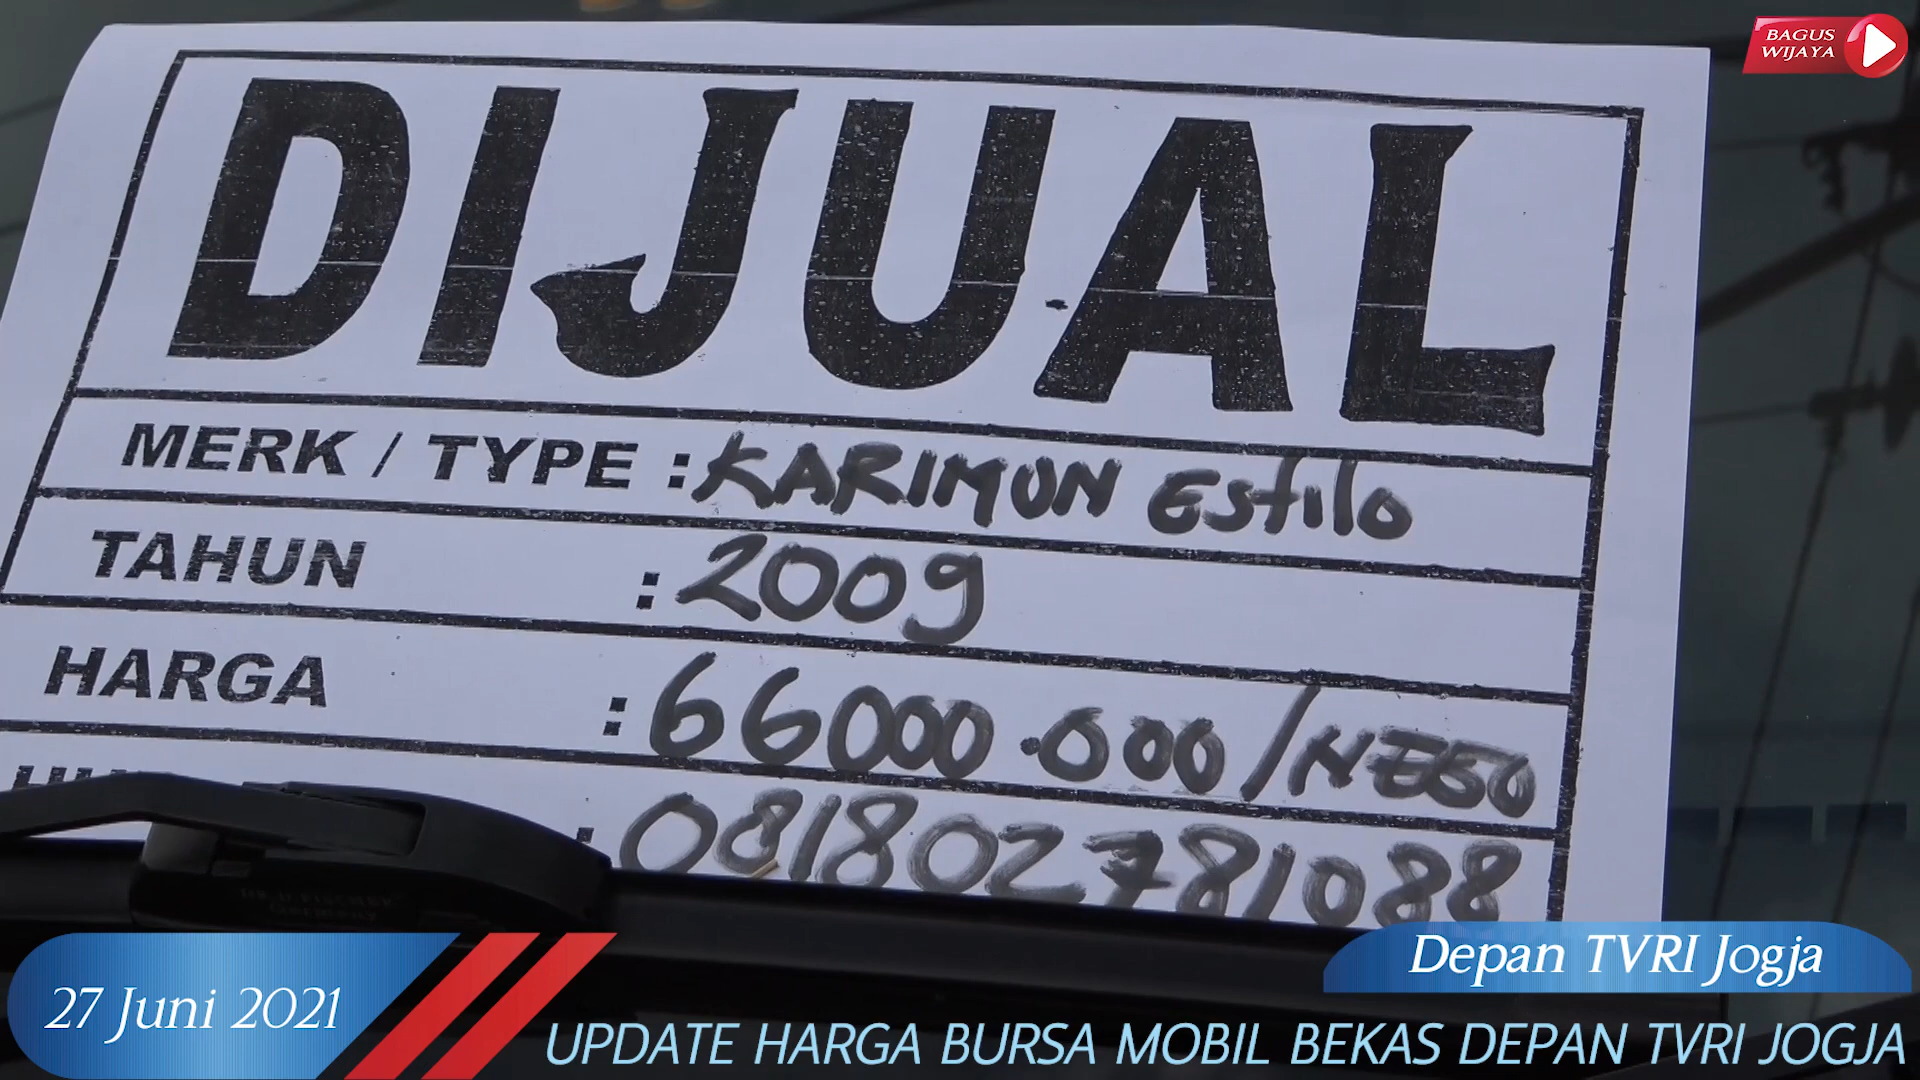 BAGUS
WIJAYA
DIJUAL
MERK / TYPE : KARIMUN Estilo
TAHUN : 2009
HARGA : 66000.000/NEGO
: 081802781088
Depan TVRI Jogja
27 Juni 2021
UPDATE HARGA BURSA MOBIL BEKAS DEPAN TVRI JOGJA